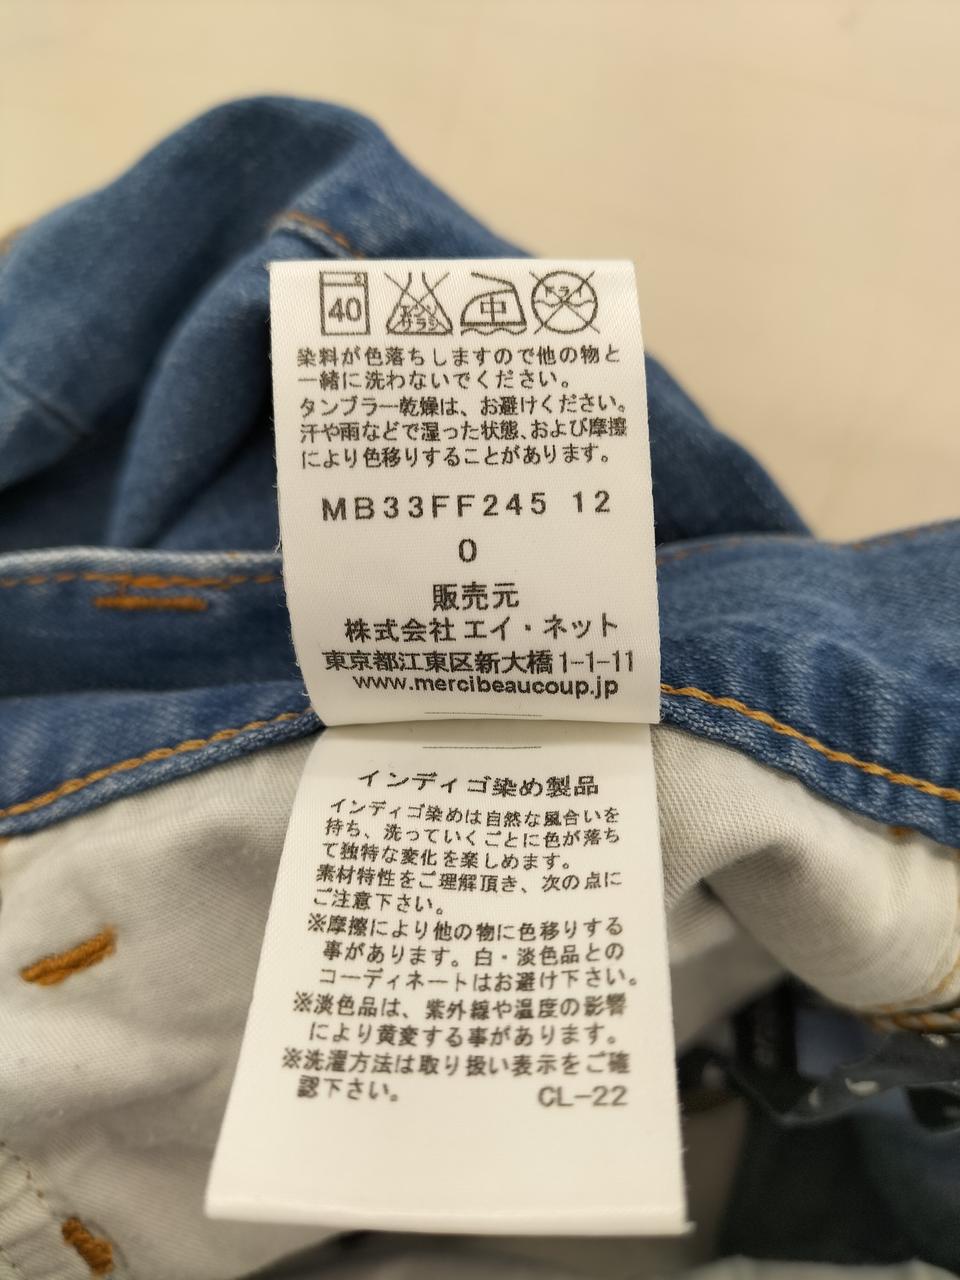 40
エンソ
サラシ
中
ドライ
染料が色落ちしますので他の物と
一緒に洗わないでください。
タンブラー乾燥は、お避けください。
汗や雨などで湿った状態、および摩擦
により色移りすることがあります。
MB33FF245 12
0
販売元
株式会社エイ・ネット
東京都江東区新大橋1-1-11
www.mercibeaucoup.jp
インディゴ染め製品
インディゴ染めは自然な風合いを
持ち、洗っていくごとに色が落ち
て独特な変化を楽しめます。
素材特性をご理解頂き、次の点に
ご注意下さい。
※摩擦により他の物に色移りする
事があります。白・淡色品との
コーディネートはお避け下さい。
※淡色品は、紫外線や温度の影響
により黄変する事があります。
※洗濯方法は取り扱い表示をご確
認下さい。 CL-22